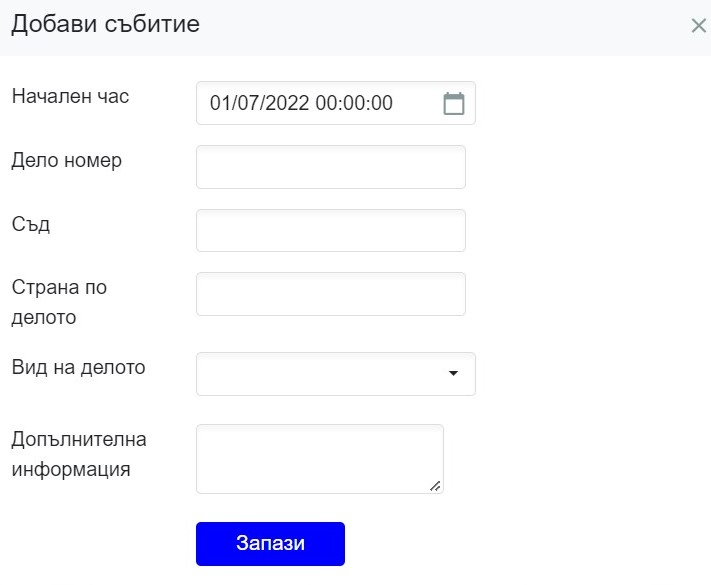 Добави събитие
Начален час
01/07/2022 00:00:00
Дело номер
Съд
Страна по
делото
Вид на делото
Допълнителна
информация
Запази